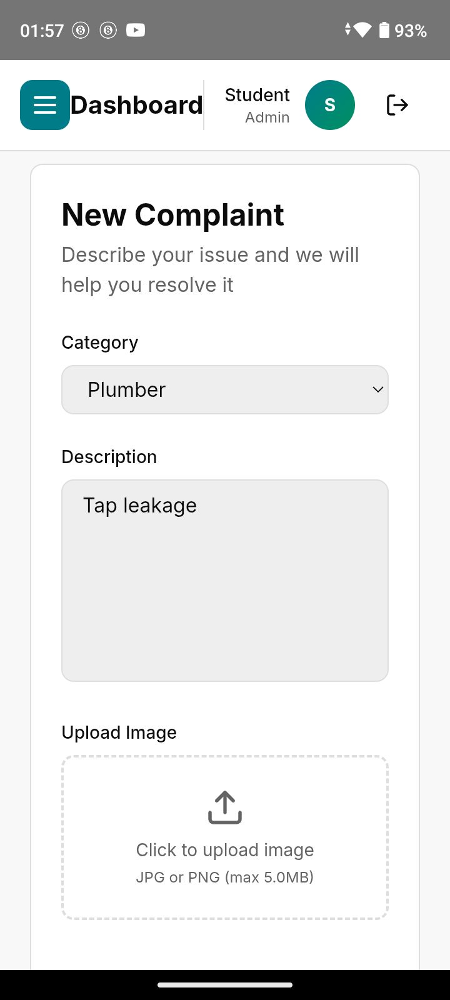 01:57
93%
Dashboard
Student
Admin
S
New Complaint
Describe your issue and we will
help you resolve it
Category
Plumber
Description
Tap leakage
Upload Image
Click to upload image
JPG or PNG (max 5.0MB)